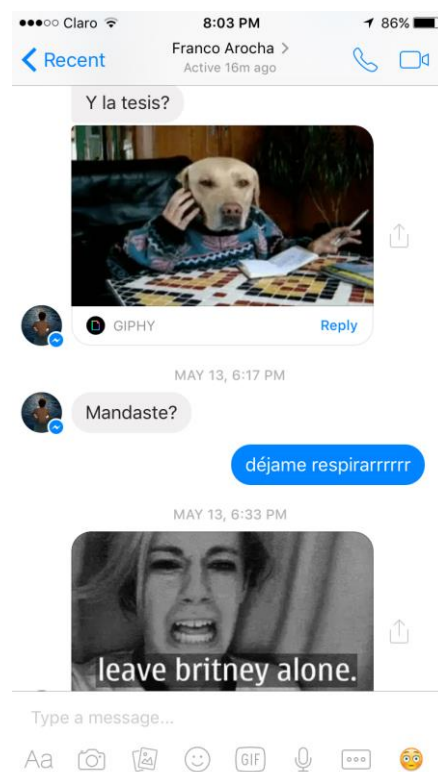 Claro 8:03 PM 86%
Recent Franco Arocha >
Active 16m ago
Y la tesis?
GIPHY Reply
MAY 13, 6:17 PM
Mandaste?
déjame respirarrrrrr
MAY 13, 6:33 PM
leave britney alone.
Type a message...
Aa GIF